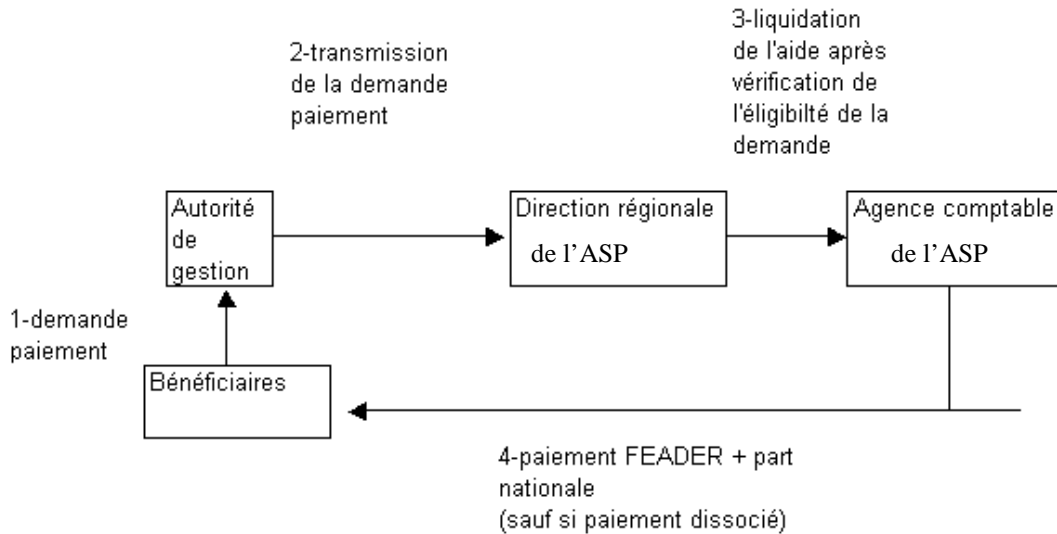 3-liquidation
de l'aide après
vérification de
l'éligibilté de la
demande
2-transmission
de la demande
paiement
Autorité
de
gestion
Direction régionale
de l’ASP
Agence comptable
de l’ASP
1-demande
paiement
Bénéficiaires
4-paiement FEADER + part
nationale
(sauf si paiement dissocié)